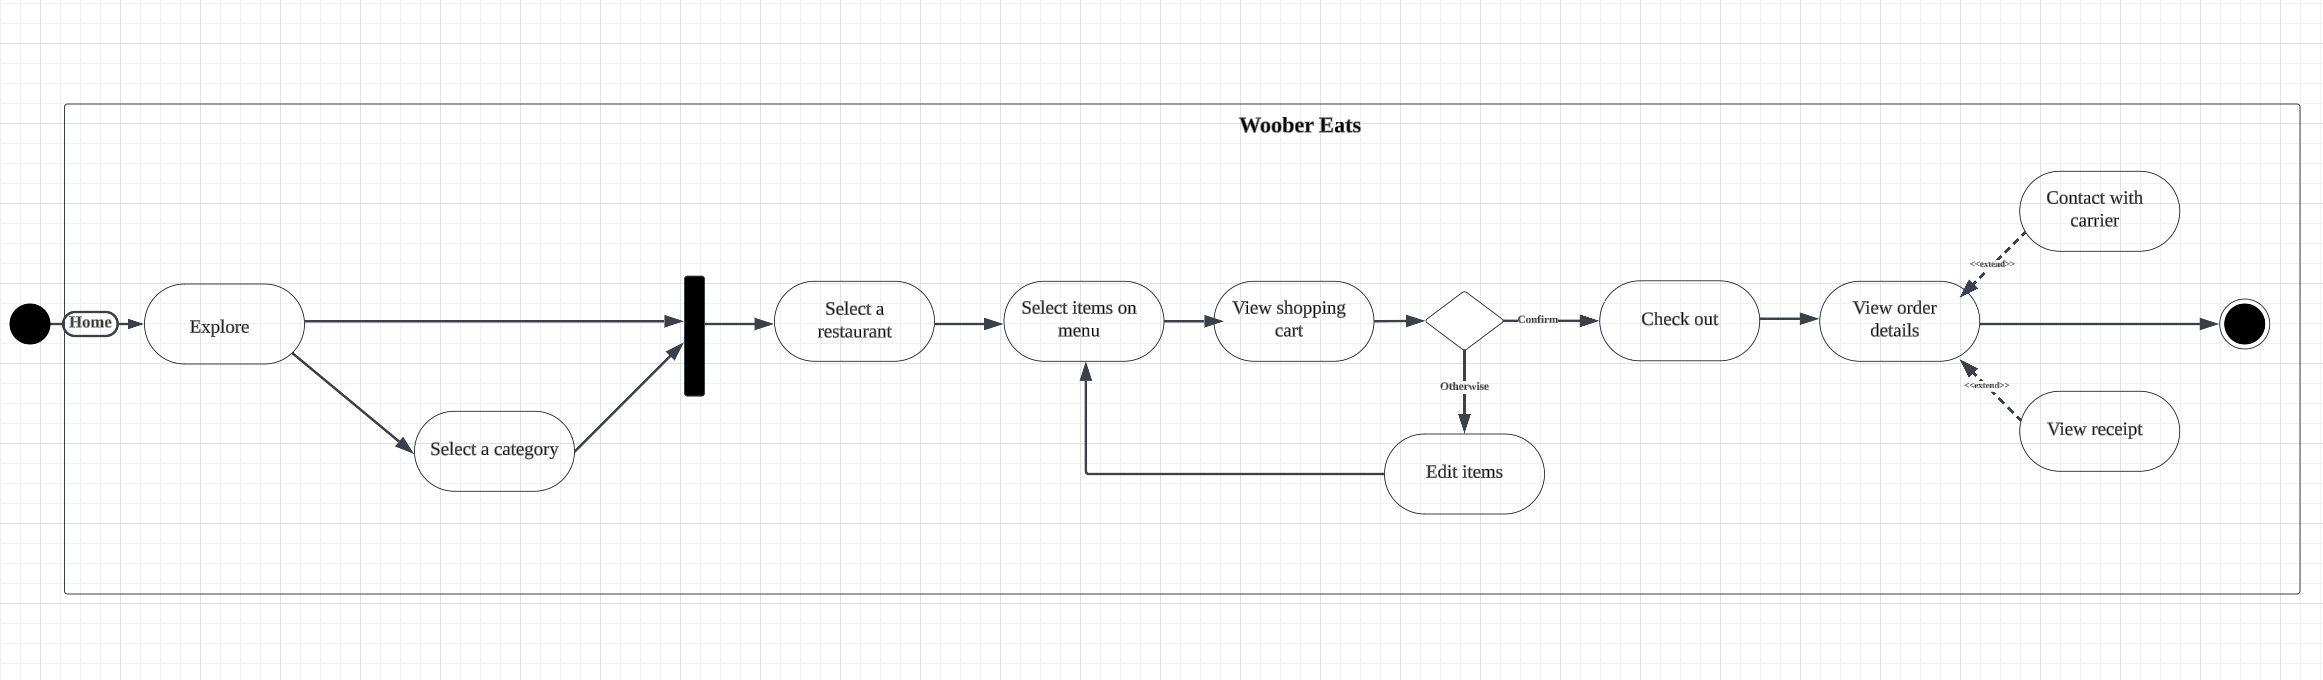 Woober Eats
Home
Explore
Select a category
Select a
restaurant
Select items on
menu
View shopping
cart
Confirm
Otherwise
Edit items
Check out
View order
details
Contact with
carrier
<<extend>>
<<extend>>
View receipt